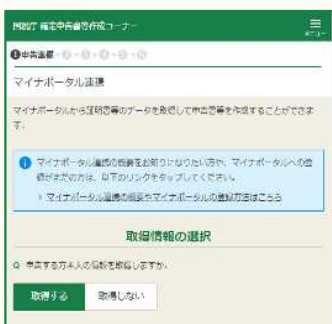 国税庁 確定申告書等作成コーナー
メニュー
1申告準備-2-3-4-5-6
マイナポータル連携
マイナポータルから証明書等のデータを取得して申告書等を作成することができま
す。
マイナポータル連携の概要をお知りになりたい方や、マイナポータルへの登
録がまだの方は、以下のリンクをタップしてください。
マイナポータル連携の概要やマイナポータルの登録方法はこちら
取得情報の選択
Q 申告する方本人の情報を取得しますか。
取得する 取得しない